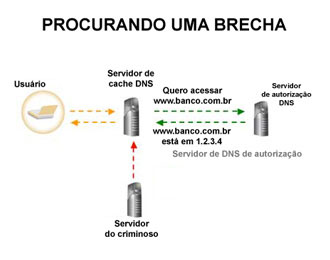 PROCURANDO UMA BRECHA
Servidor de
cache DNS
Usuário
Quero acessar
www.banco.com.br
Servidor
de autorização
DNS
www.banco.com.br
está em 1.2.3.4
Servidor de DNS de autorização
Servidor
do criminoso